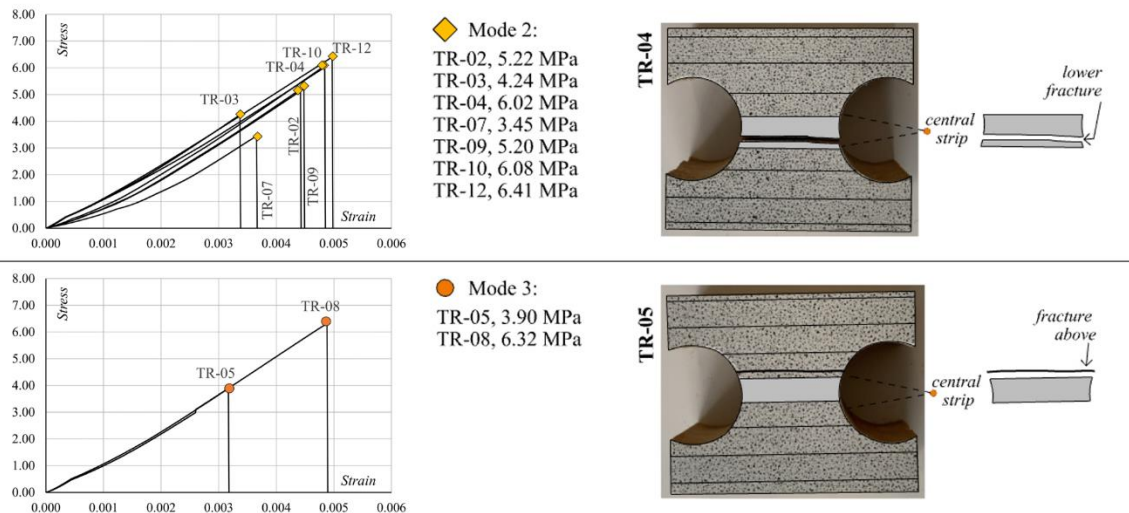 8.00
7.00
6.00
5.00
4.00
3.00
2.00
1.00
0.00
Stress
TR-10
TR-12
TR-04
TR-03
TR-02
TR-07
TR-09
Strain
0.000 0.001 0.002 0.003 0.004 0.005 0.006
Mode 2:
TR-02, 5.22 MPa
TR-03, 4.24 MPa
TR-04, 6.02 MPa
TR-07, 3.45 MPa
TR-09, 5.20 MPa
TR-10, 6.08 MPa
TR-12, 6.41 MPa
TR-04
central
strip
lower
fracture
8.00
7.00
6.00
5.00
4.00
3.00
2.00
1.00
0.00
Stress
TR-08
TR-05
Strain
0.000 0.001 0.002 0.003 0.004 0.005 0.006
Mode 3:
TR-05, 3.90 MPa
TR-08, 6.32 MPa
TR-05
central
strip
fracture
above